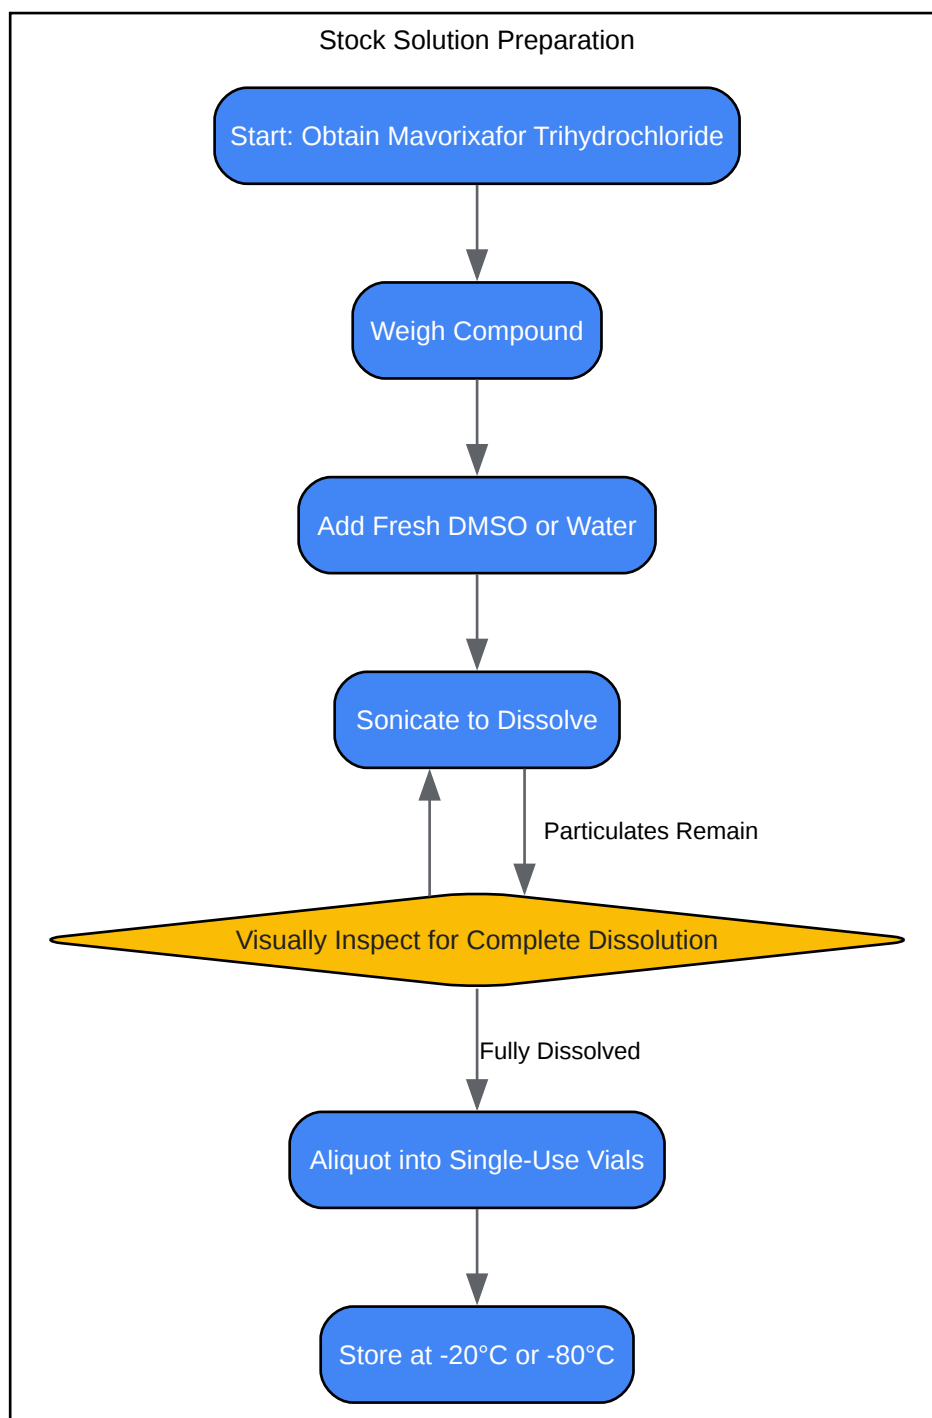 Stock Solution Preparation
Start: Obtain Mavorixafor Trihydrochloride
Weigh Compound
Add Fresh DMSO or Water
Sonicate to Dissolve
Particulates Remain
Visually Inspect for Complete Dissolution
Fully Dissolved
Aliquot into Single-Use Vials
Store at -20°C or -80°C